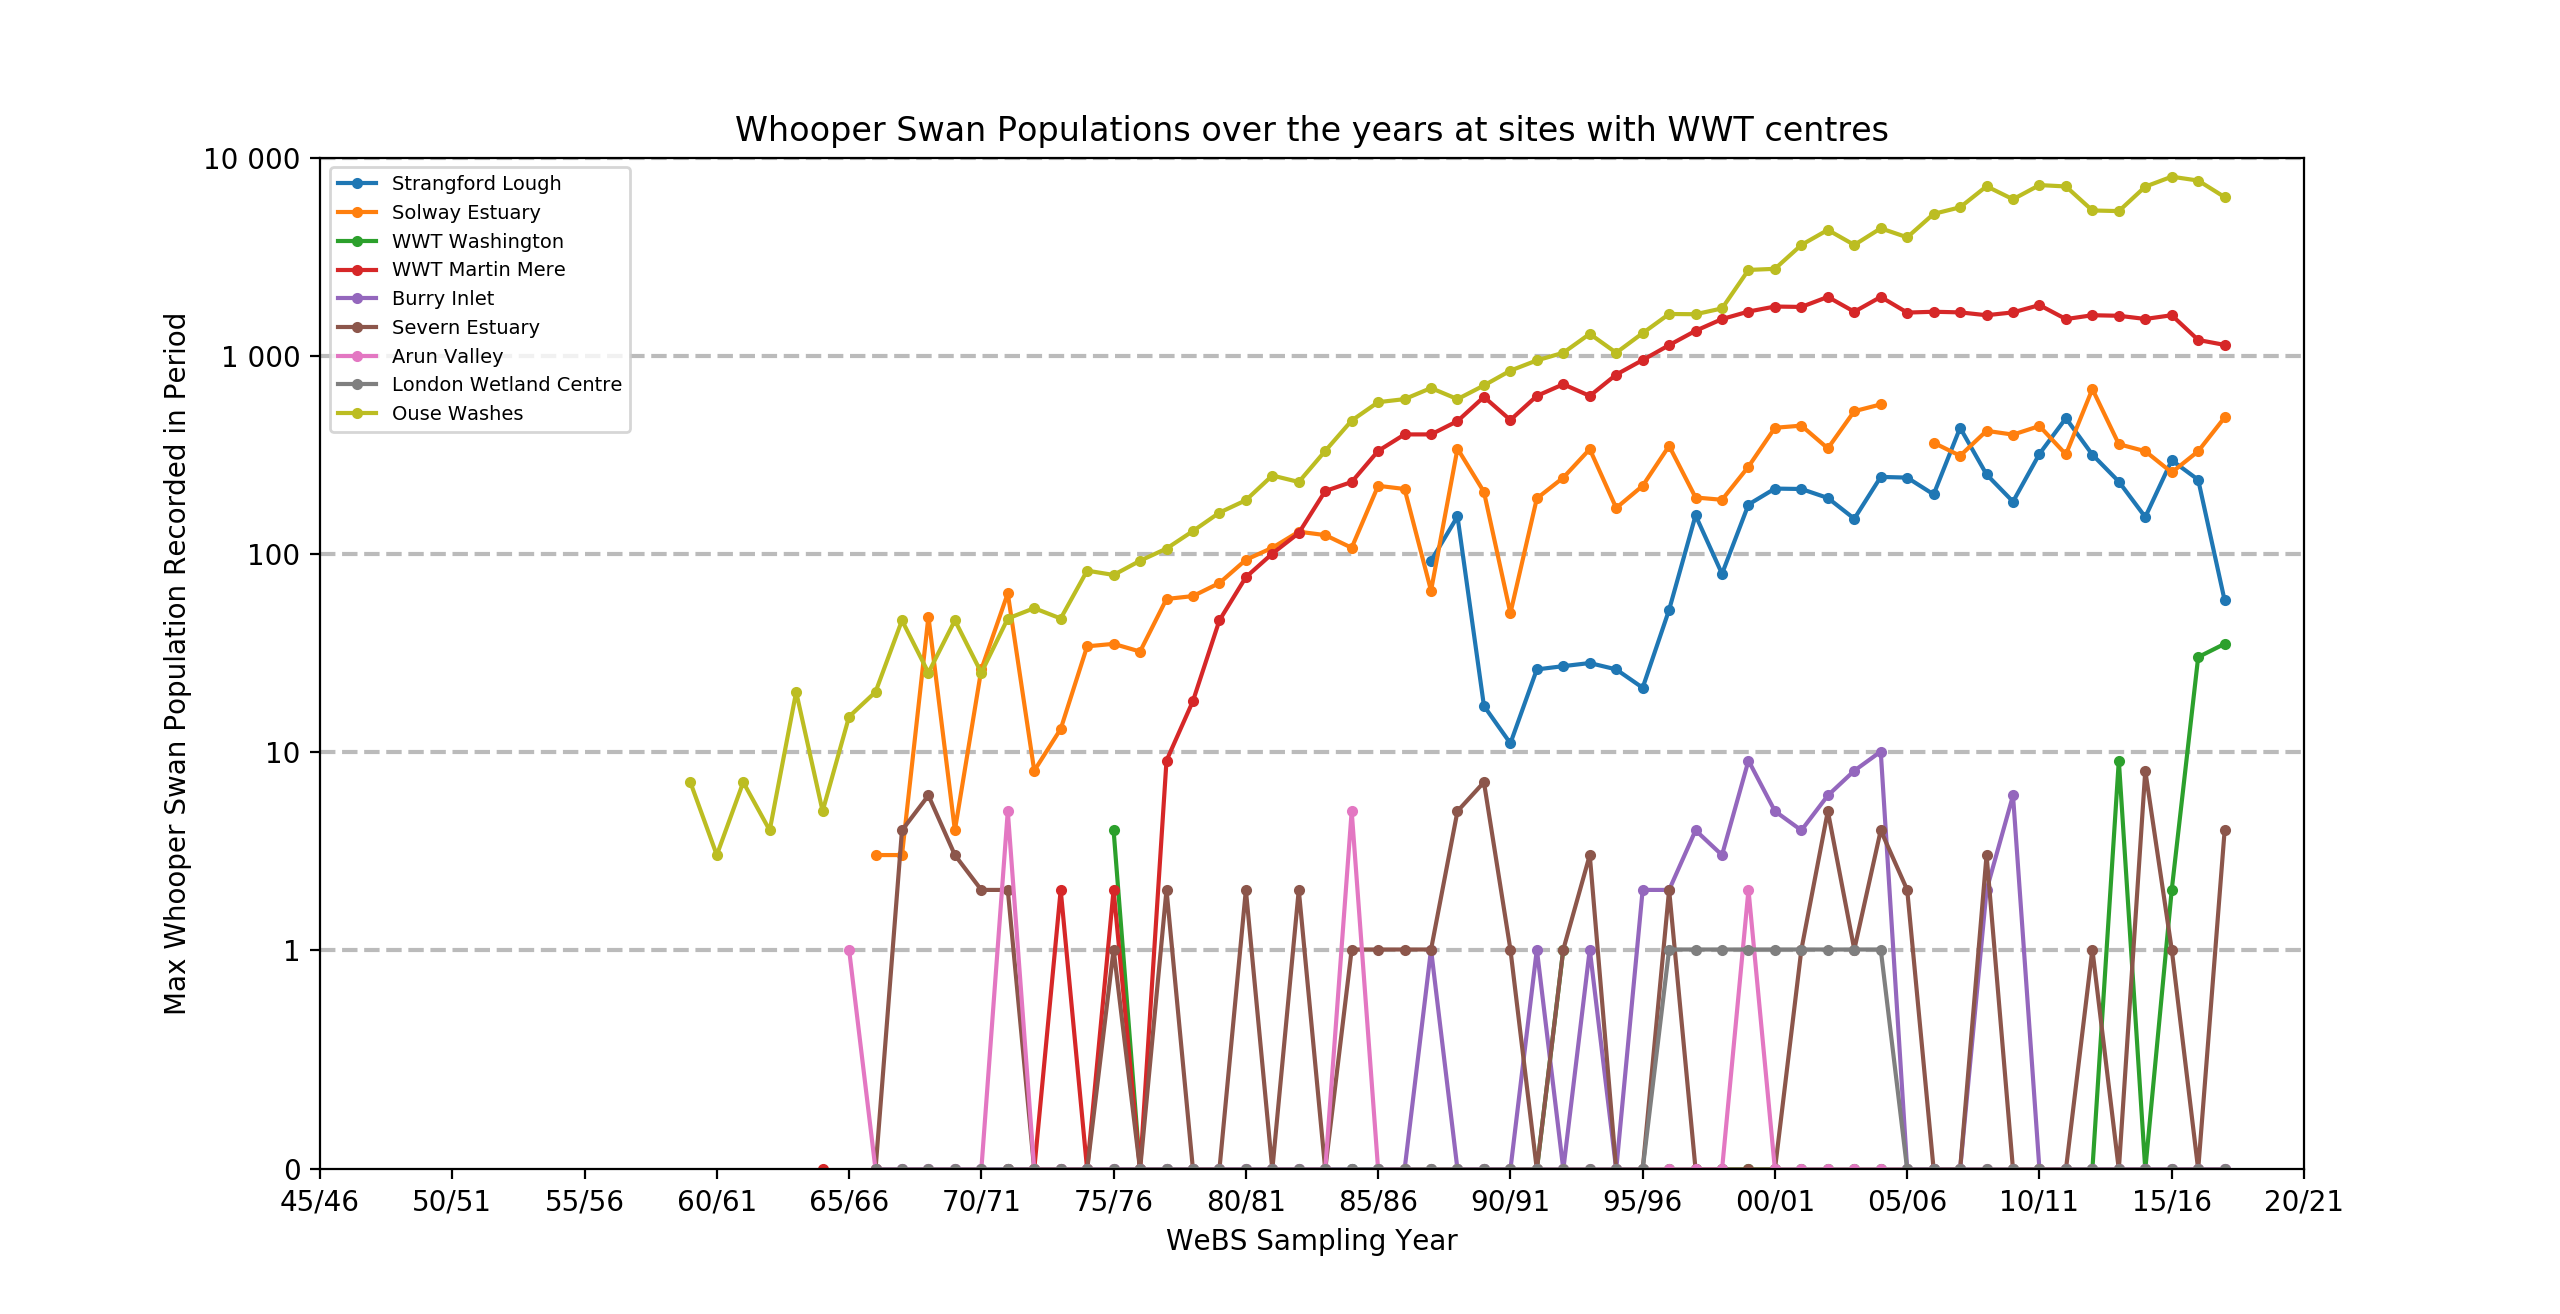 Whooper Swan Populations over the years at sites with WWT centres
Max Whooper Swan Population Recorded in Period
10 000
1 000
100
10
1
0
Strangford Lough
Solway Estuary
WWT Washington
WWT Martin Mere
Burry Inlet
Severn Estuary
Arun Valley
London Wetland Centre
Ouse Washes
45/46 50/51 55/56 60/61 65/66 70/71 75/76 80/81 85/86 90/91 95/96 00/01 05/06 10/11 15/16 20/21
WeBS Sampling Year